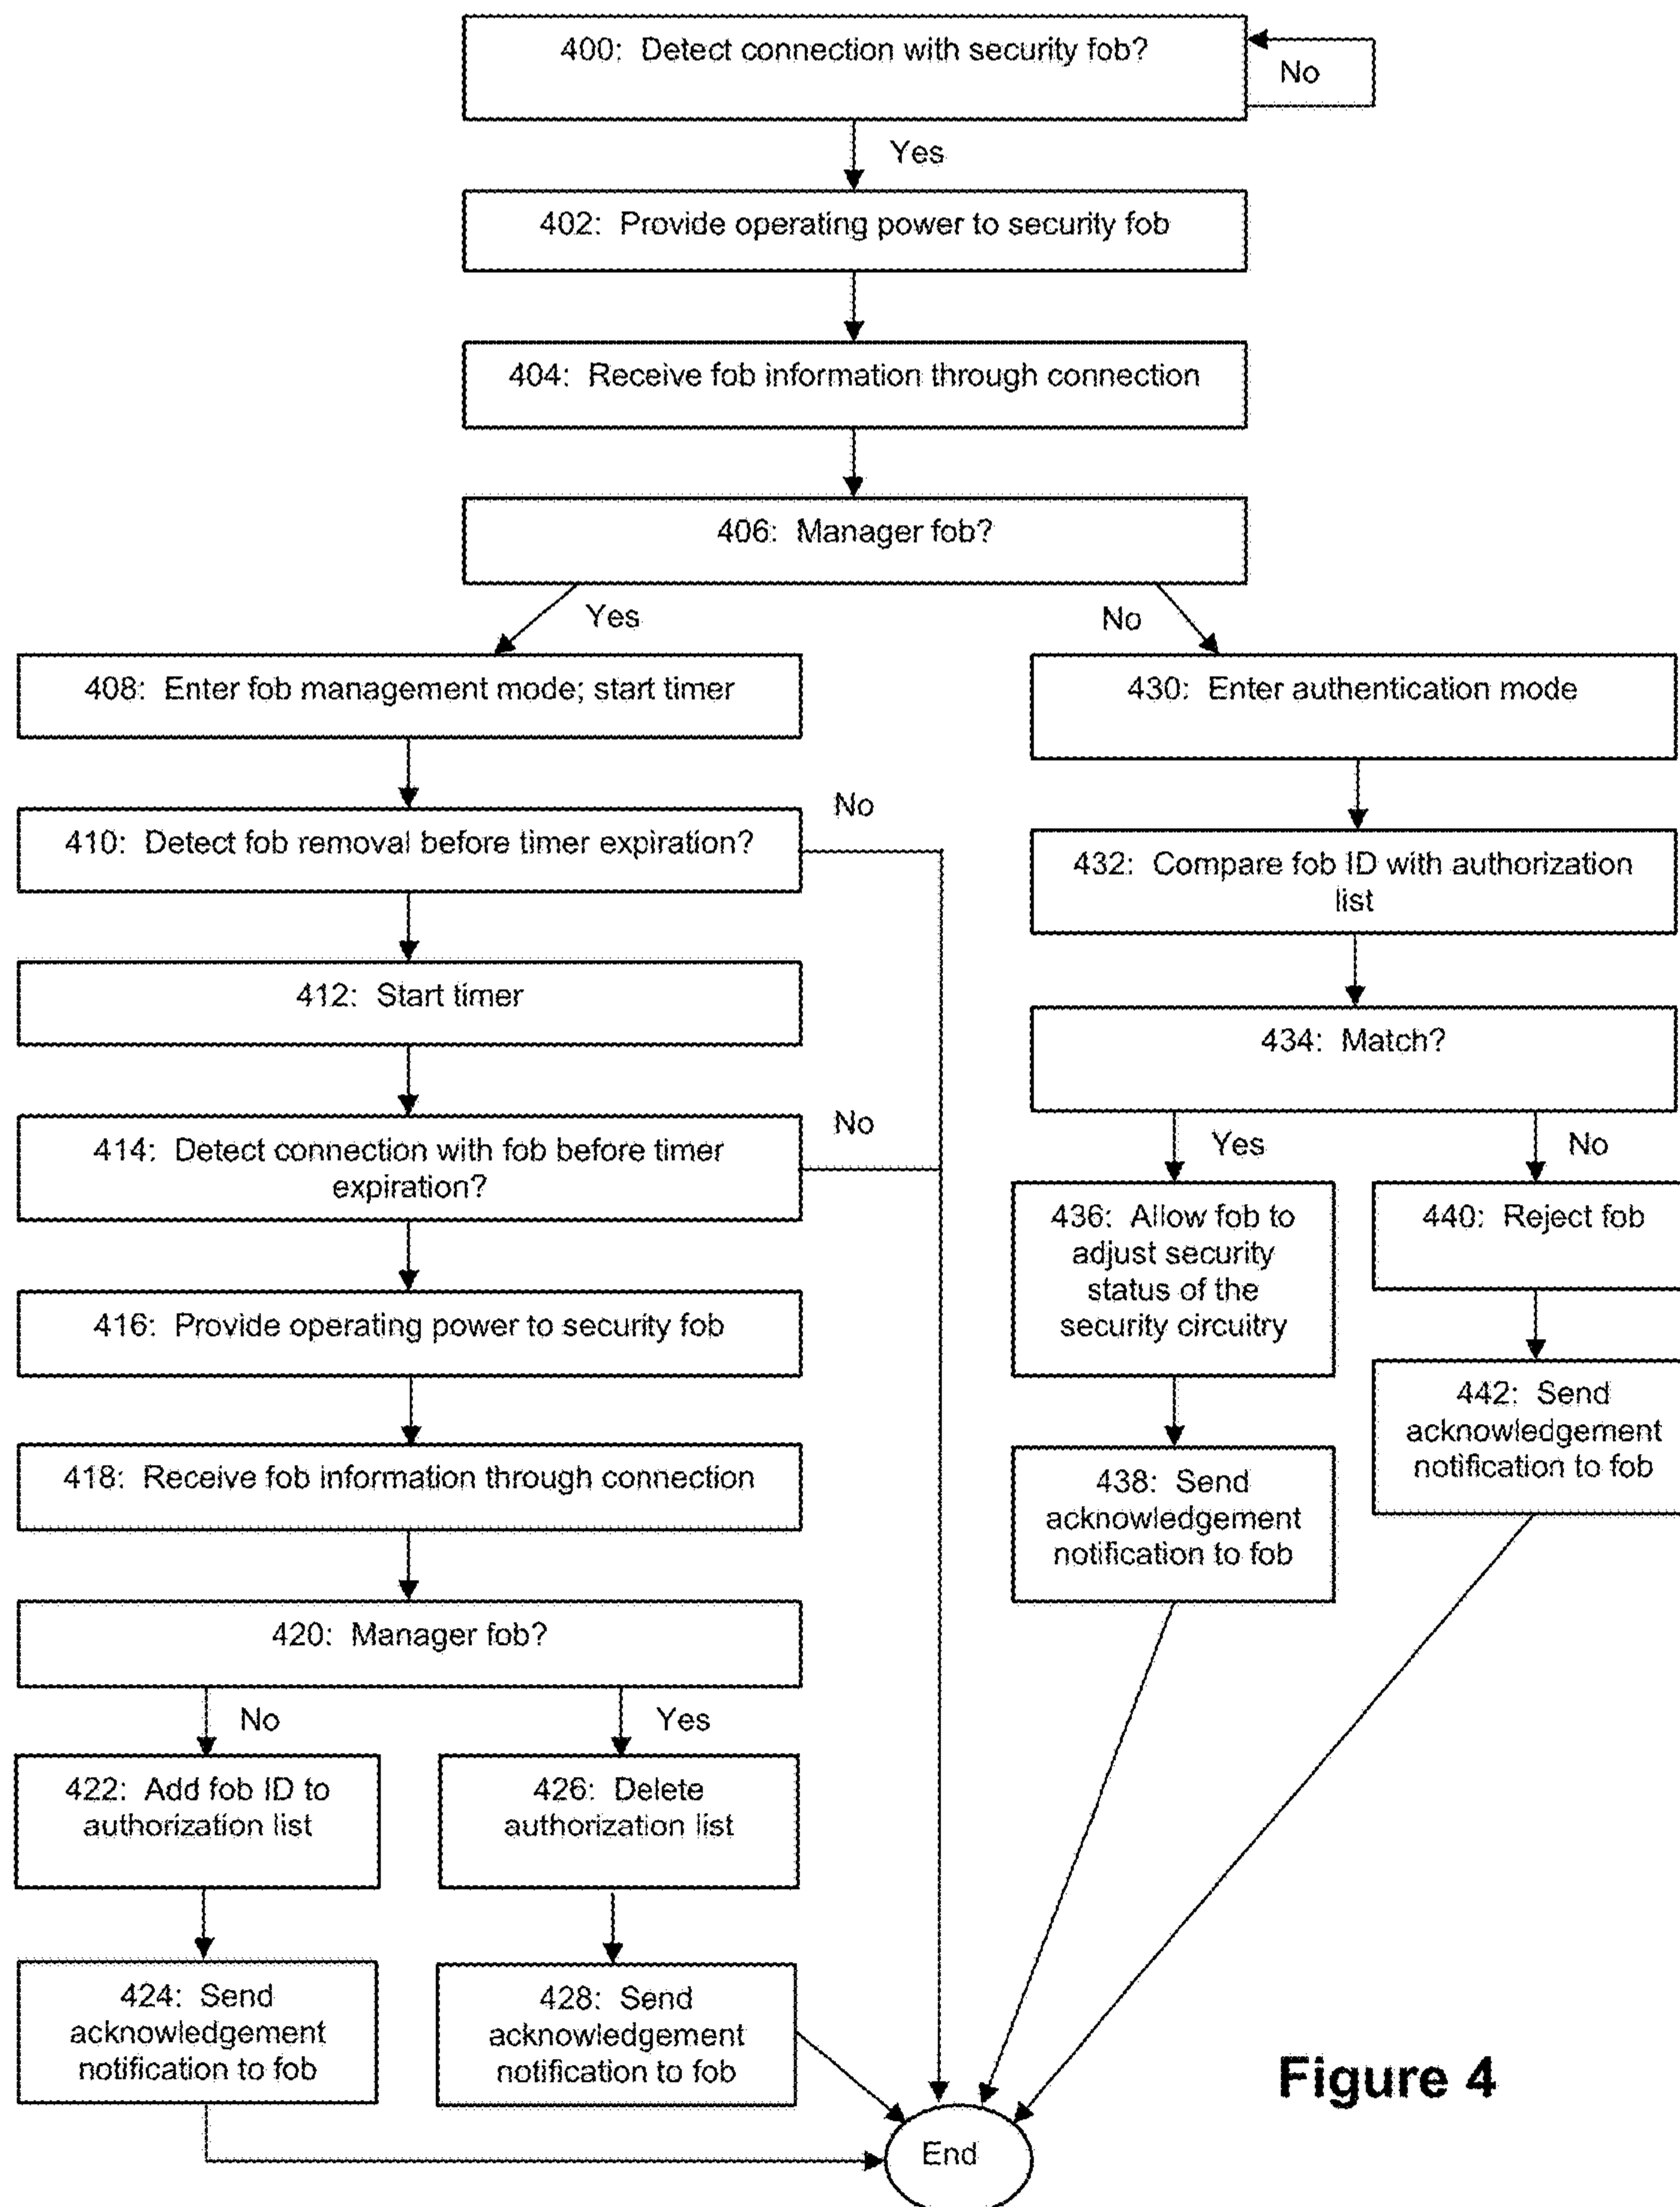 400: Detect connection with security fob?
No
Yes
402: Provide operating power to security fob
404: Receive fob information through connection
406: Manager fob?
Yes
No
408: Enter fob management mode; start timer
430: Enter authentication mode
No
410: Detect fob removal before timer expiration?
432: Compare fob ID with authorization
list
412: Start timer
434: Match?
No
414: Detect connection with fob before timer
expiration?
Yes
No
436: Allow fob to
adjust security
status of the
security circuitry
440: Reject fob
416: Provide operating power to security fob
442: Send
acknowledgement
notification to fob
418: Receive fob information through connection
438: Send
acknowledgement
notification to fob
420: Manager fob?
No
Yes
422: Add fob ID to
authorization list
426: Delete
authorization list
424: Send
acknowledgement
notification to fob
428: Send
acknowledgement
notification to fob
Figure 4
End